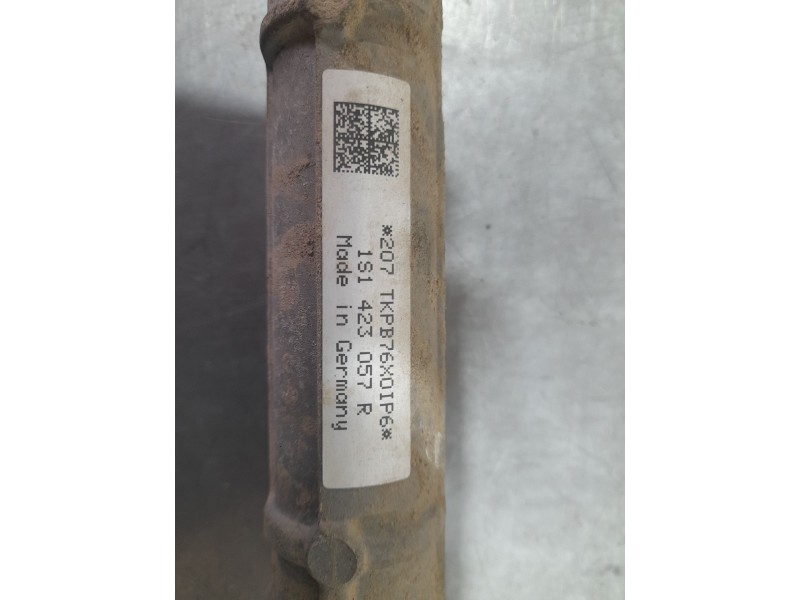 *207 TKPB76X0IP6*
1S1 423 057 R
Made in Germany